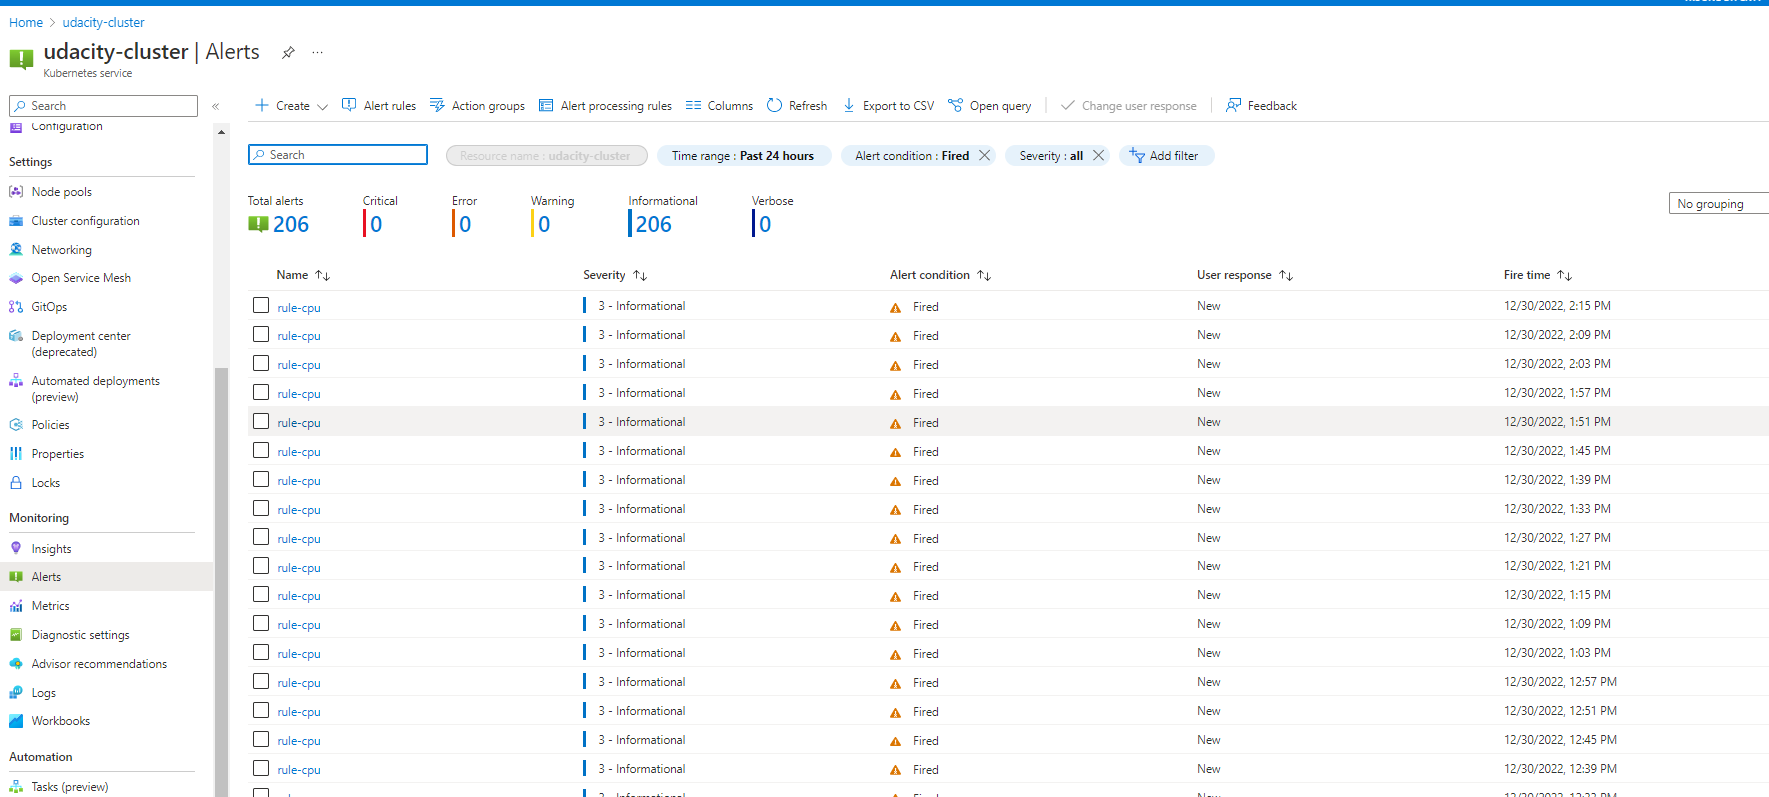 Home > udacity-cluster
udacity-cluster | Alerts ...
Kubernetes service
Search «
Configuration
Settings
Node pools
Cluster configuration
Networking
Open Service Mesh
GitOps
Deployment center
(deprecated)
Automated deployments
(preview)
Policies
Properties
Locks
Monitoring
Insights
Alerts
Metrics
Diagnostic settings
Advisor recommendations
Logs
Workbooks
Automation
Tasks (preview)
Create Alert rules Action groups Alert processing rules Columns Refresh Export to CSV Open query Change user response Feedback
Search Resource name : udacity-cluster Time range : Past 24 hours Alert condition : Fired Severity : all Add filter
Total alerts Critical Error Warning Informational Verbose
206 0 0 0 206 0
No grouping
Name Severity Alert condition User response Fire time
rule-cpu 3 - Informational Fired New 12/30/2022, 2:15 PM
rule-cpu 3 - Informational Fired New 12/30/2022, 2:09 PM
rule-cpu 3 - Informational Fired New 12/30/2022, 2:03 PM
rule-cpu 3 - Informational Fired New 12/30/2022, 1:57 PM
rule-cpu 3 - Informational Fired New 12/30/2022, 1:51 PM
rule-cpu 3 - Informational Fired New 12/30/2022, 1:45 PM
rule-cpu 3 - Informational Fired New 12/30/2022, 1:39 PM
rule-cpu 3 - Informational Fired New 12/30/2022, 1:33 PM
rule-cpu 3 - Informational Fired New 12/30/2022, 1:27 PM
rule-cpu 3 - Informational Fired New 12/30/2022, 1:21 PM
rule-cpu 3 - Informational Fired New 12/30/2022, 1:15 PM
rule-cpu 3 - Informational Fired New 12/30/2022, 1:09 PM
rule-cpu 3 - Informational Fired New 12/30/2022, 1:03 PM
rule-cpu 3 - Informational Fired New 12/30/2022, 12:57 PM
rule-cpu 3 - Informational Fired New 12/30/2022, 12:51 PM
rule-cpu 3 - Informational Fired New 12/30/2022, 12:45 PM
rule-cpu 3 - Informational Fired New 12/30/2022, 12:39 PM